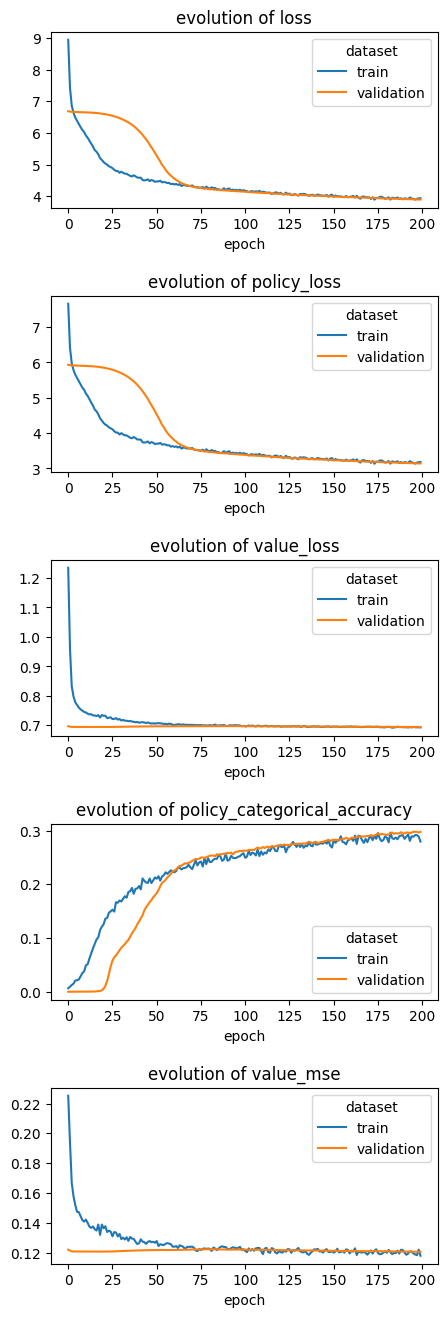 evolution of loss
9
8
7
6
5
4
dataset
train
validation
0 25 50 75 100 125 150 175 200
epoch
evolution of policy_loss
7
6
5
4
3
dataset
train
validation
0 25 50 75 100 125 150 175 200
epoch
evolution of value_loss
1.2
1.1
1.0
0.9
0.8
0.7
dataset
train
validation
0 25 50 75 100 125 150 175 200
epoch
evolution of policy_categorical_accuracy
0.3
0.2
0.1
0.0
dataset
train
validation
0 25 50 75 100 125 150 175 200
epoch
evolution of value_mse
0.22
0.20
0.18
0.16
0.14
0.12
dataset
train
validation
0 25 50 75 100 125 150 175 200
epoch